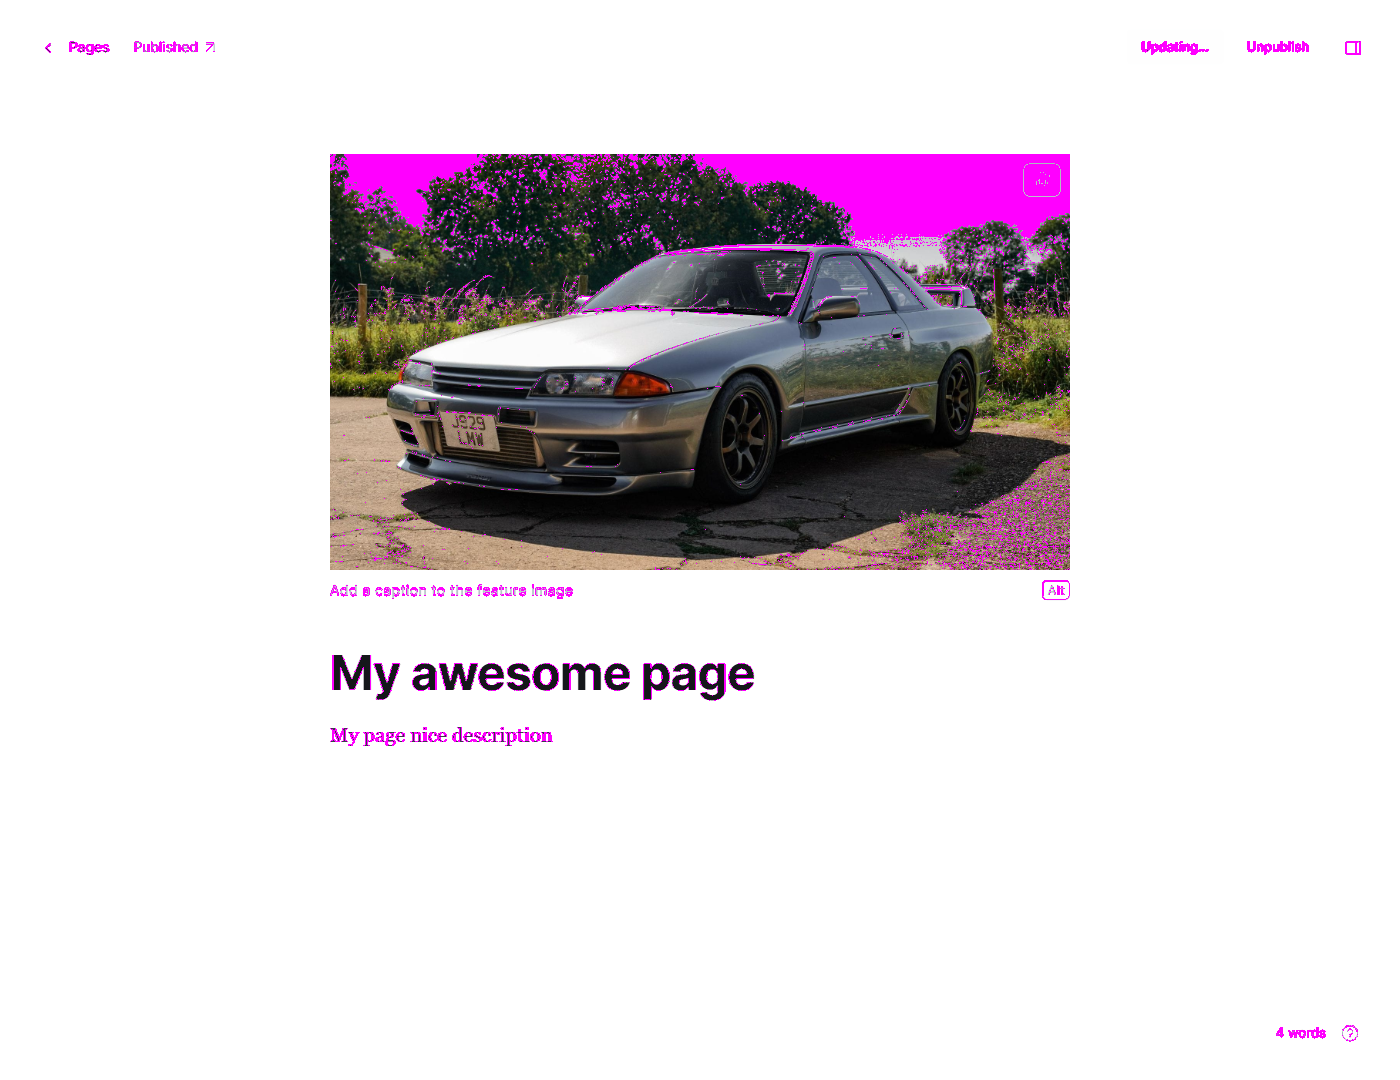 Pages Published
Updating... Unpublish
J929
LMW
Add a caption to the feature image
Alt
My awesome page
My page nice description
4 words ?